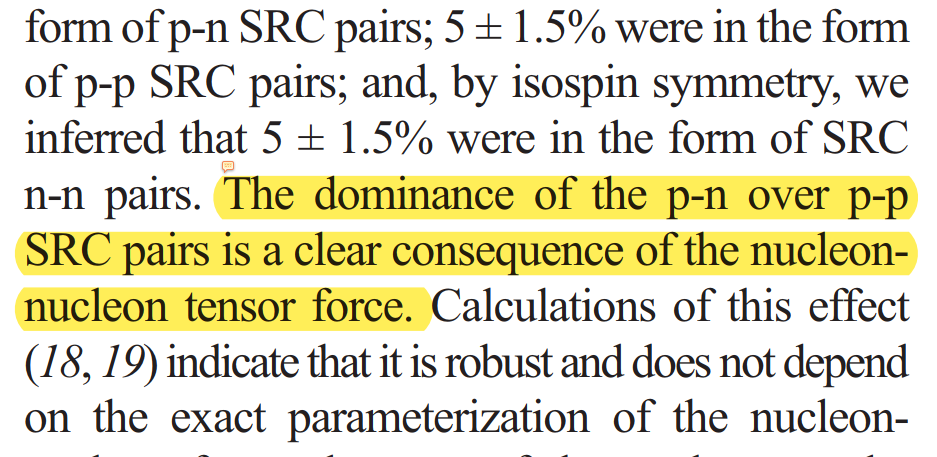 form of p-n SRC pairs; 5 ± 1.5% were in the form
of p-p SRC pairs; and, by isospin symmetry, we
inferred that 5 ± 1.5% were in the form of SRC
n-n pairs. The dominance of the p-n over p-p
SRC pairs is a clear consequence of the nucleon-
nucleon tensor force. Calculations of this effect
(18, 19) indicate that it is robust and does not depend
on the exact parameterization of the nucleon-